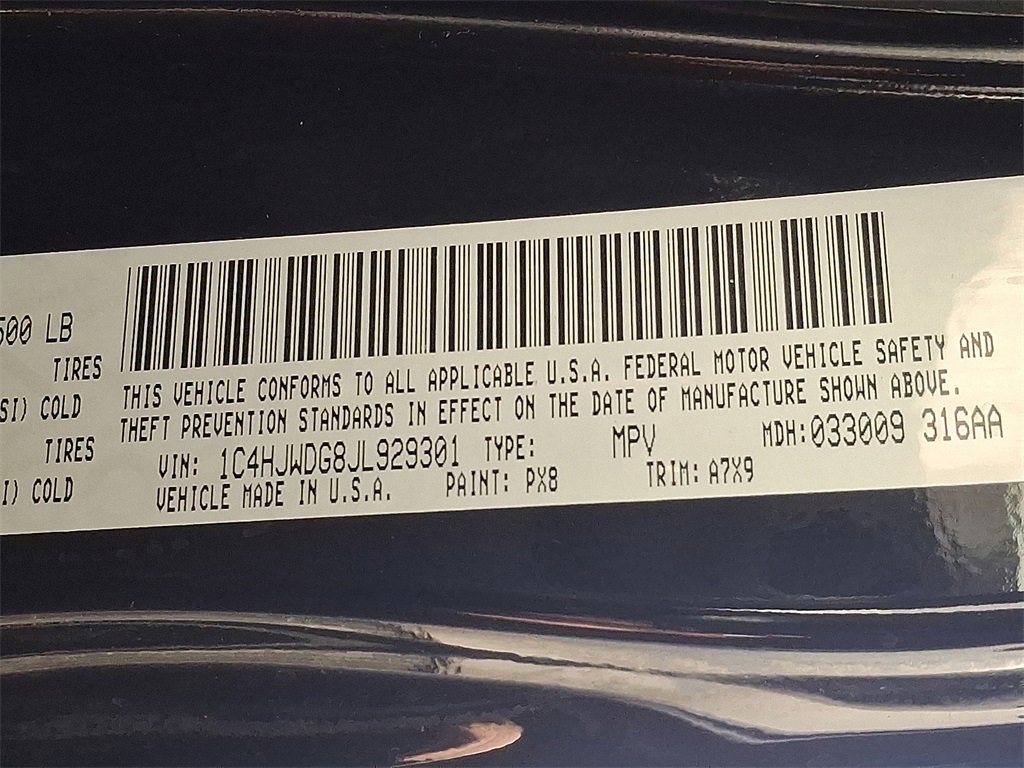 500 LB
TIRES
SI) COLD
TIRES
I) COLD
THIS VEHICLE CONFORMS TO ALL APPLICABLE U.S.A. FEDERAL MOTOR VEHICLE SAFETY AND
THEFT PREVENTION STANDARDS IN EFFECT ON THE DATE OF MANUFACTURE SHOWN ABOVE.
VIN: 1C4HJWDG8JL929301 TYPE: MPV MDH:033009 316AA
VEHICLE MADE IN U.S.A. PAINT: PX8 TRIM: A7X9